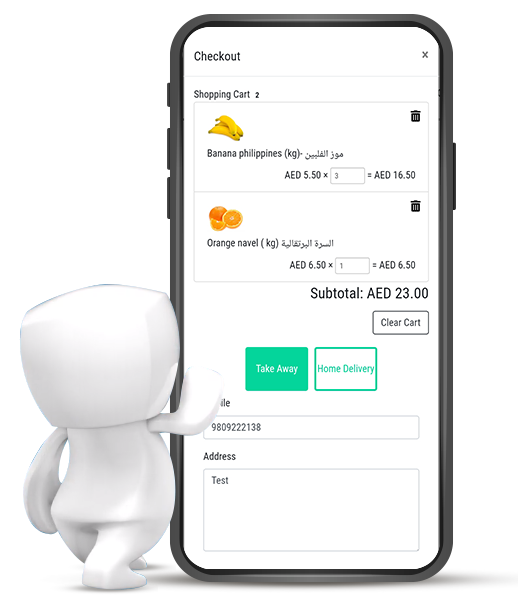 Checkout ×
Shopping Cart 2
Banana philippines (kg)- موز الفلبين
AED 5.50 × 3 = AED 16.50
Orange navel ( kg) السرة البرتقالية
AED 6.50 × 1 = AED 6.50
Subtotal: AED 23.00
Clear Cart
Take Away Home Delivery
9809222138
Address
Test